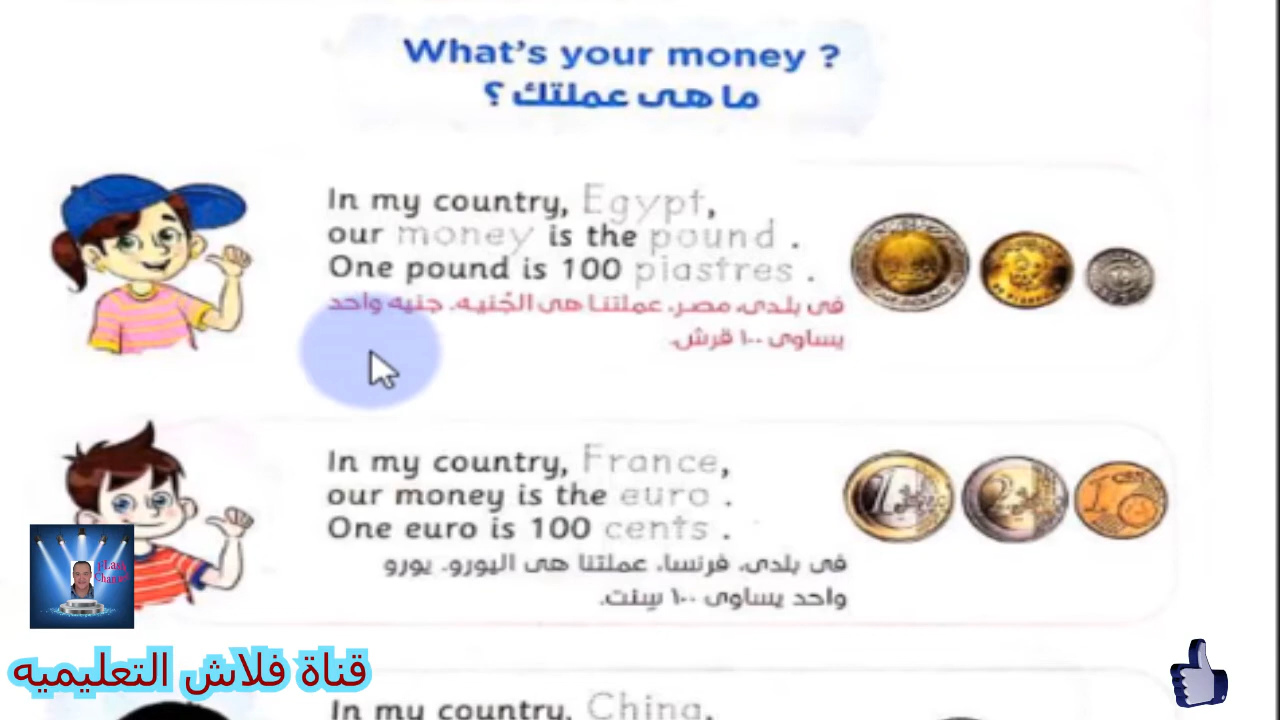 What's your money ?
ما هى عملتك ؟
In my country, Egypt,
our money is the pound .
One pound is 100 piastres .
فى بلدى، مصر، عملتنا هى الجُنيه. جنيه واحد
يساوى ١٠٠ قرش.
In my country, France,
our money is the euro .
One euro is 100 cents .
فى بلدى، فرنسا، عملتنا هى اليورو. يورو
واحد يساوى ١٠٠ سِنت.
Flash
Channel
قناة فلاش التعليميه
In my country, China,